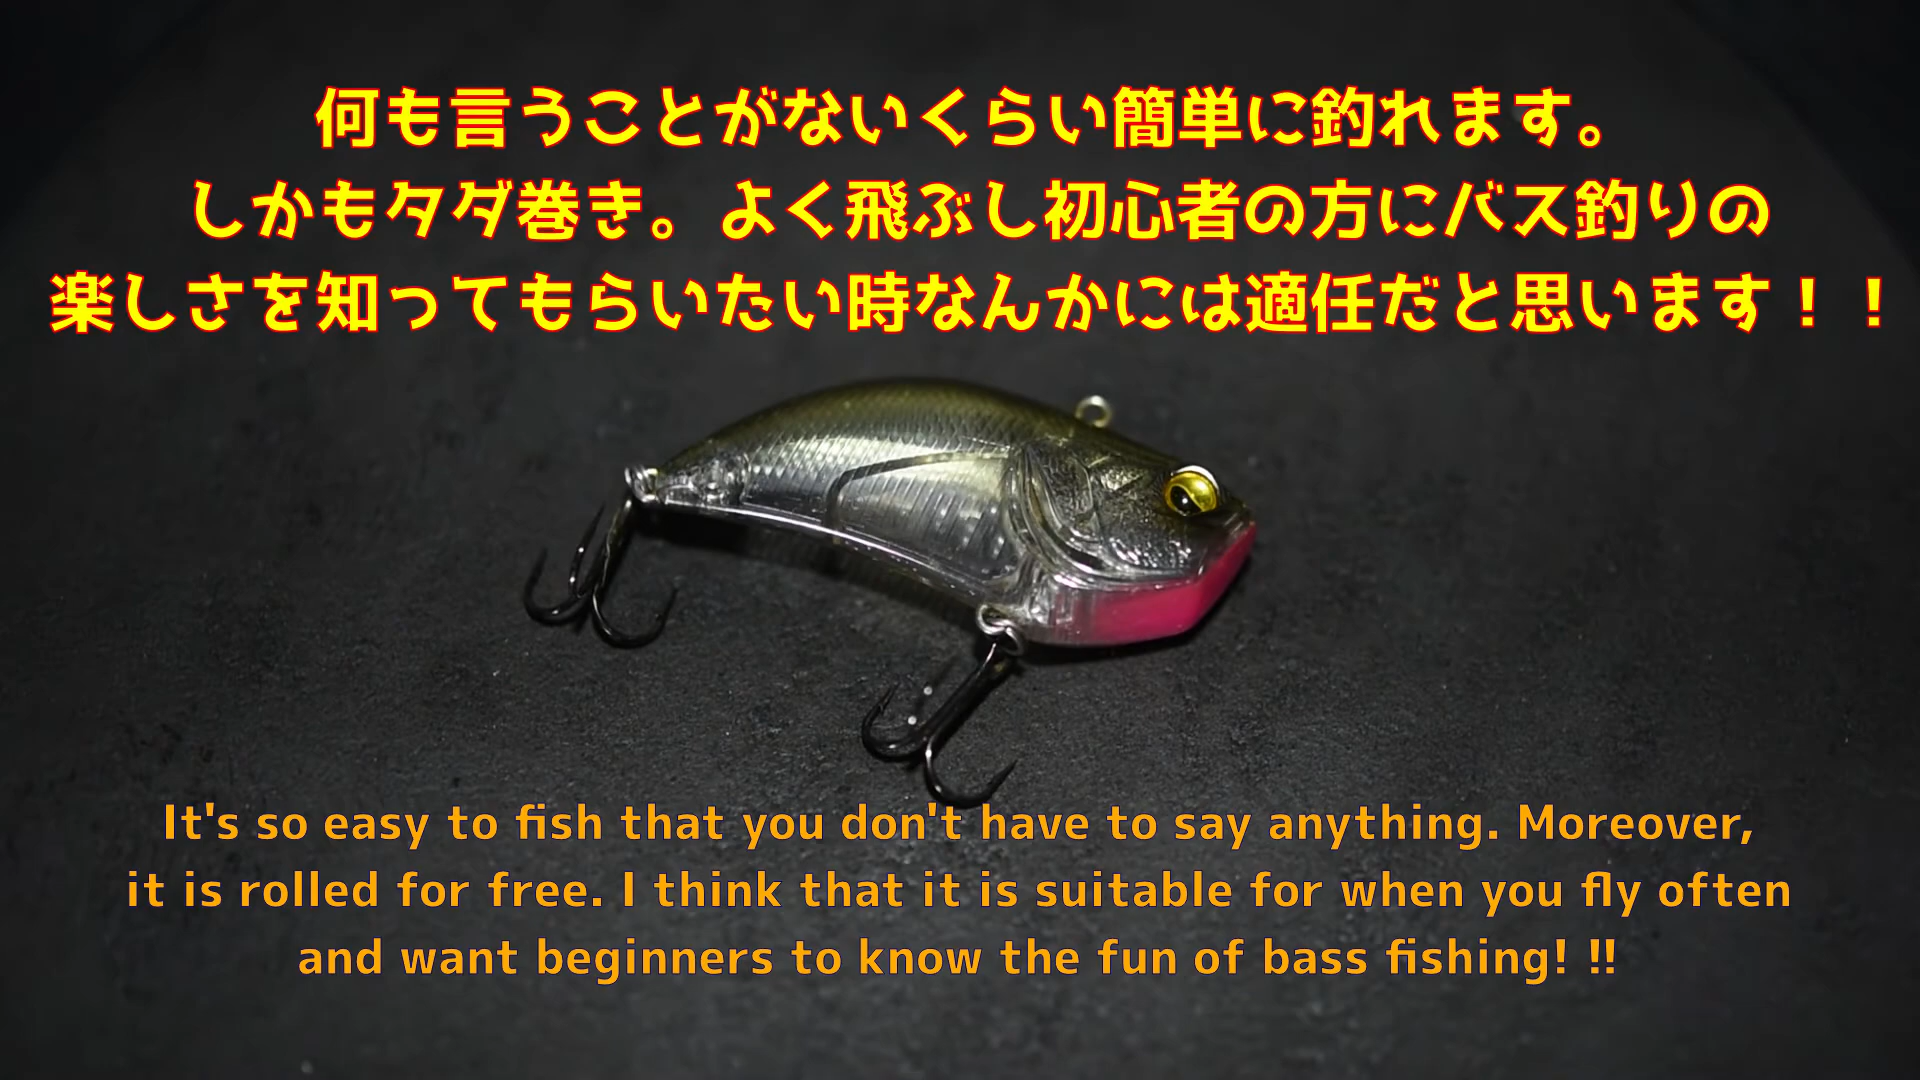 何も言うことがないくらい簡単に釣れます。
しかもタダ巻き。よく飛ぶし初心者の方にバス釣りの
楽しさを知ってもらいたい時なんかには適任だと思います！！
It's so easy to fish that you don't have to say anything. Moreover,
it is rolled for free. I think that it is suitable for when you fly often
and want beginners to know the fun of bass fishing! !!